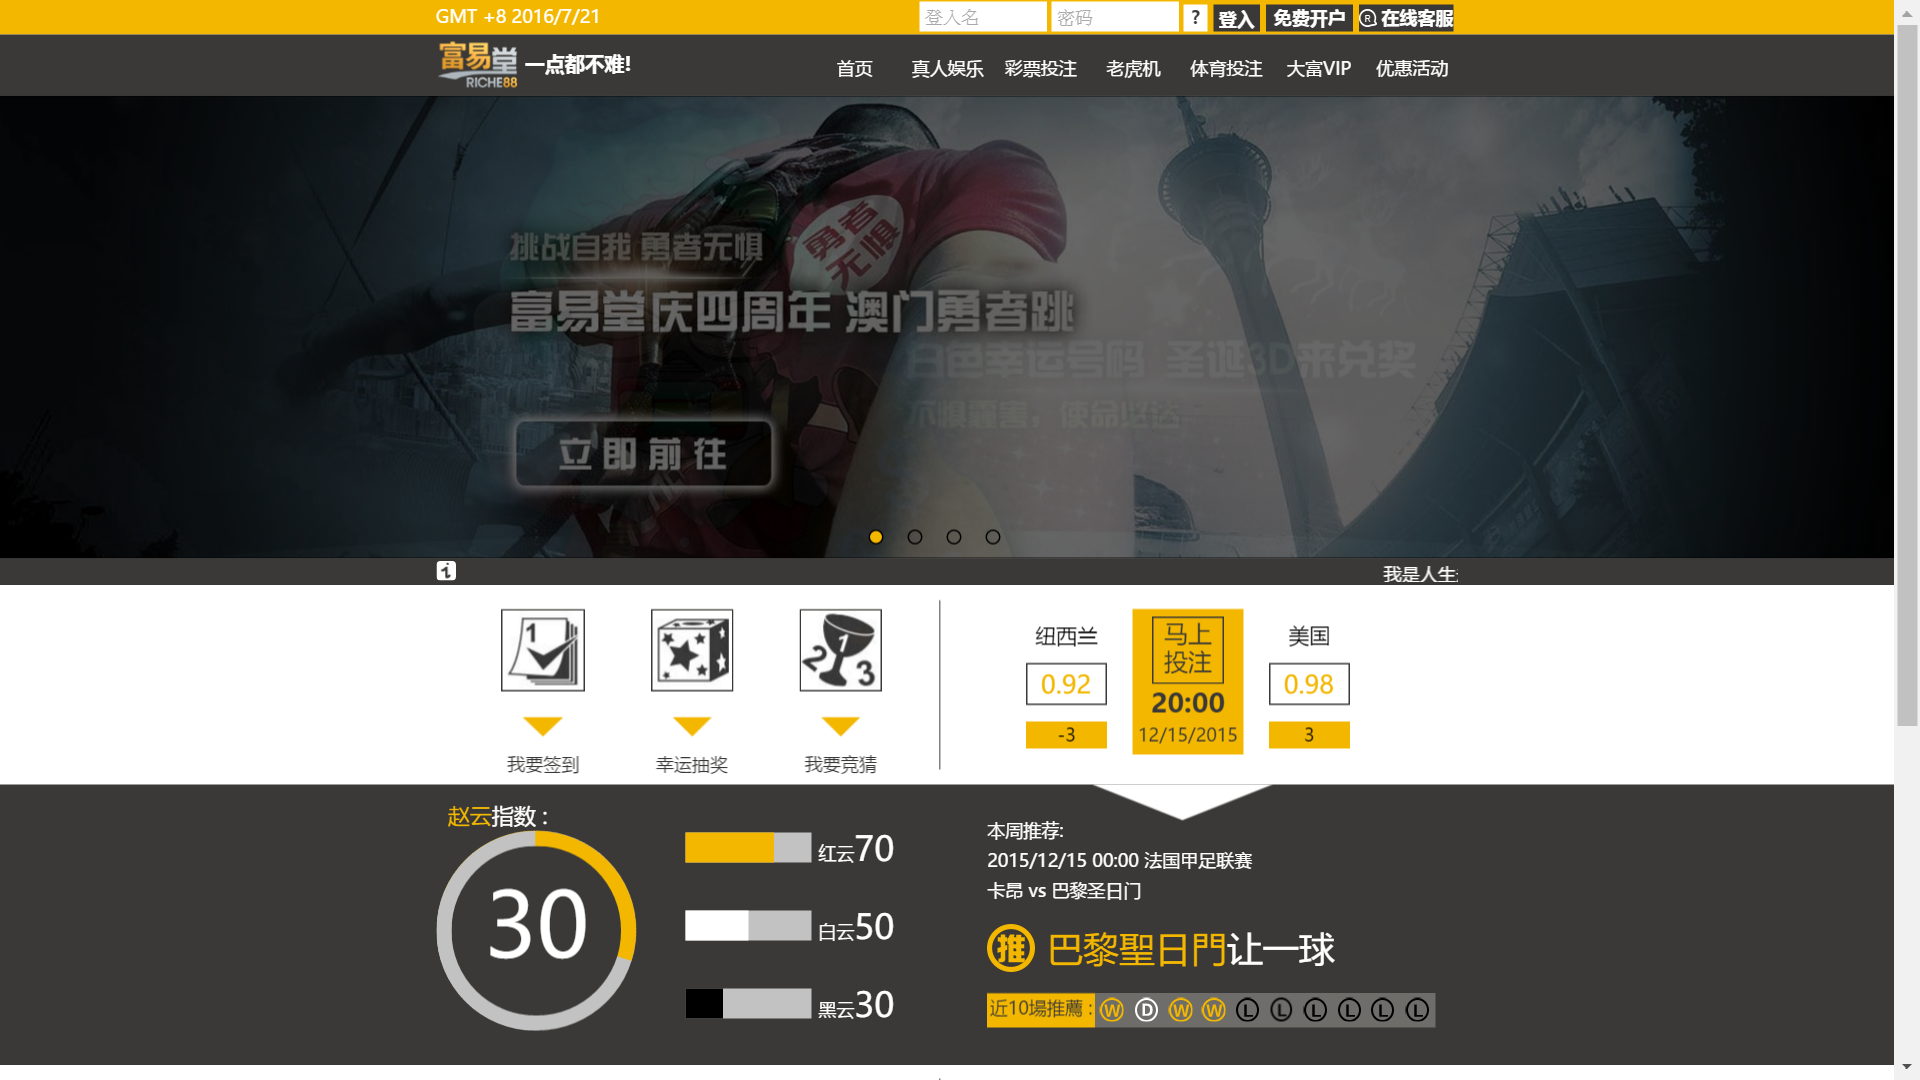 GMT +8 2016/7/21
登入名 密码 ? 登入 免费开户 R 在线客服
富易堂 RICHE88 一点都不难!
首页 真人娱乐 彩票投注 老虎机 体育投注 大富VIP 优惠活动
勇者无惧
挑战自我 勇者无惧
富易堂庆四周年 澳门勇者跳
白色幸运号码 圣诞3D来兑奖
立即前往
我是人生
我要签到 幸运抽奖 我要竞猜
纽西兰
0.92
-3
马上投注
20:00
12/15/2015
美国
0.98
3
赵云指数 :
30
红云70
白云50
黑云30
本周推荐:
2015/12/15 00:00 法国甲足联赛
卡昂 vs 巴黎圣日门
推 巴黎聖日門让一球
近10場推薦 : W D W W L L L L L L